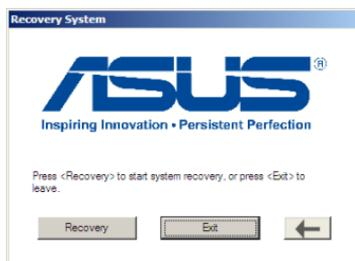 Recovery System
ASUS®
Inspiring Innovation • Persistent Perfection
Press <Recovery> to start system recovery, or press <Exit> to
leave.
Recovery Exit